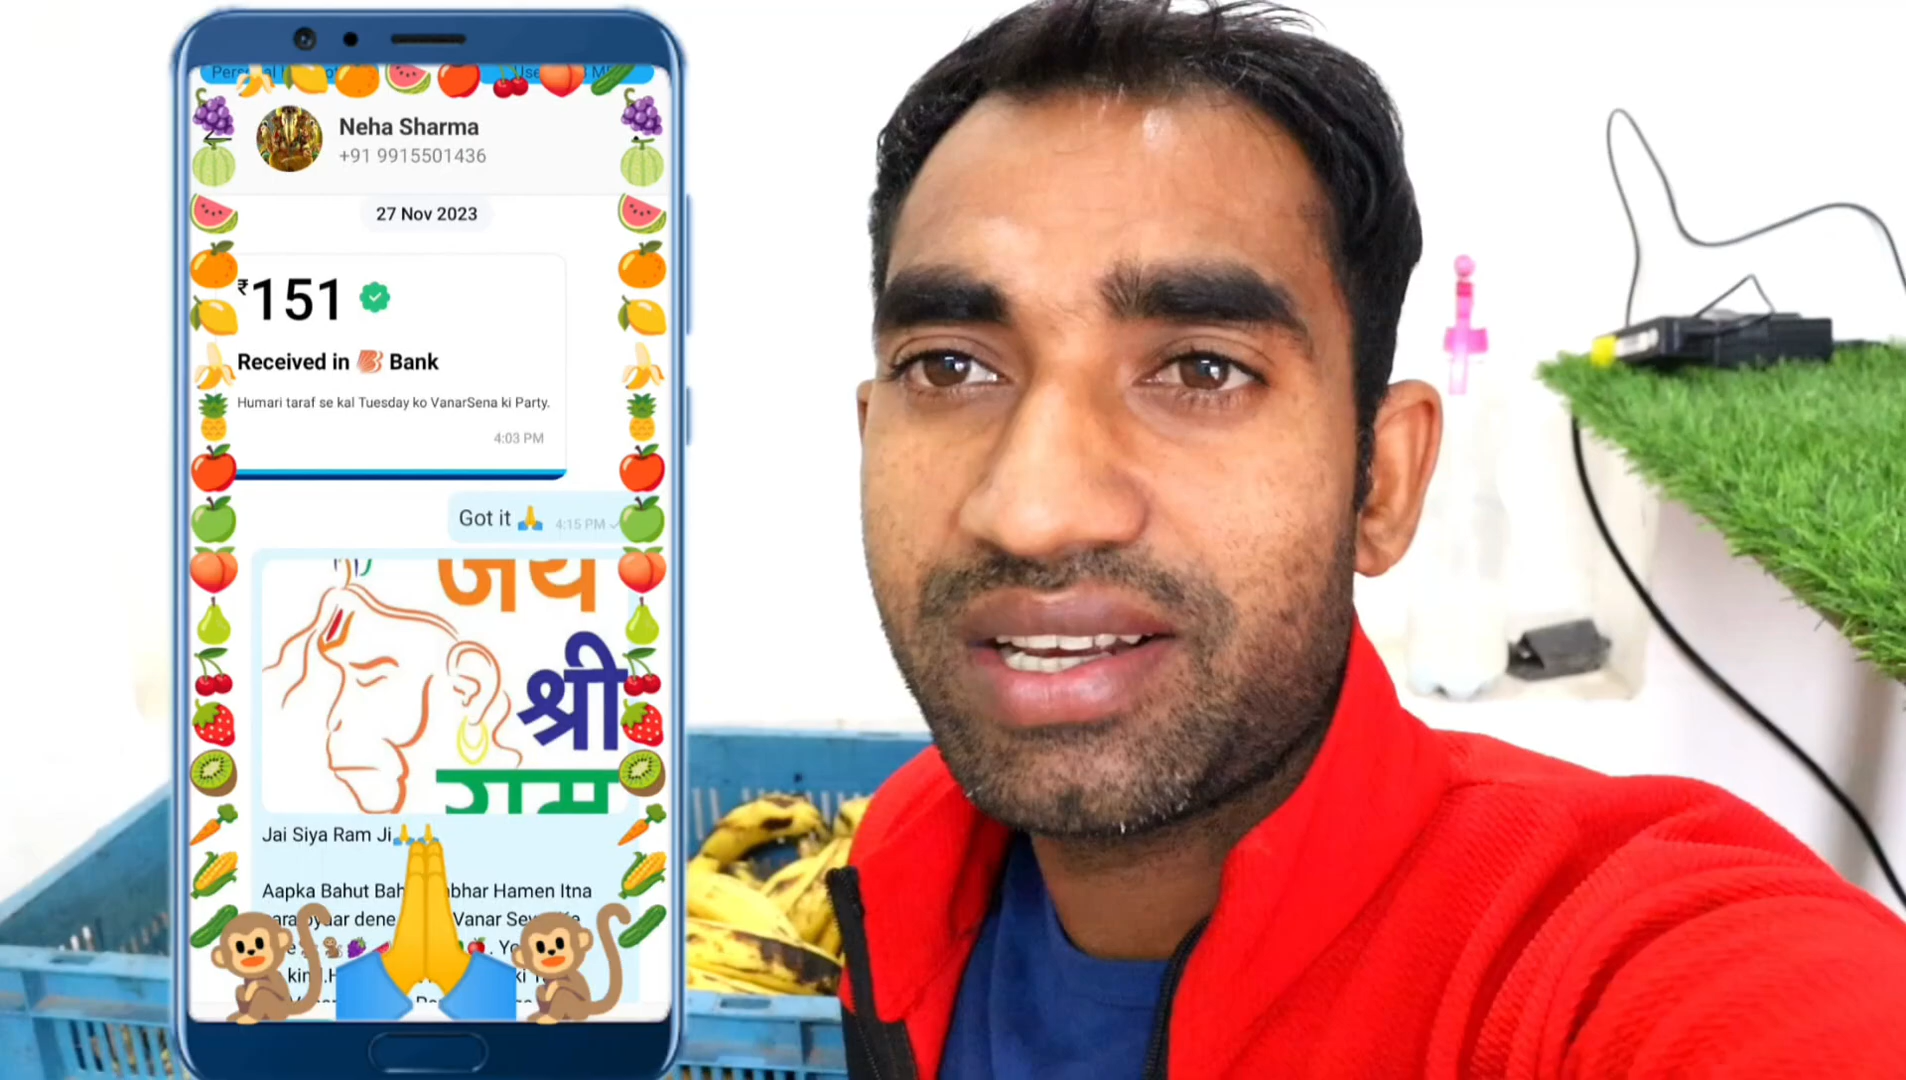 Neha Sharma
+91 9915501436
27 Nov 2023
₹151
Received in Bank
Humari taraf se kal Tuesday ko VanarSena ki Party.
4:03 PM
Got it
4:15 PM
जय
श्री
राम
Jai Siya Ram Ji
Aapka Bahut Hamen Itna
dene Vanar